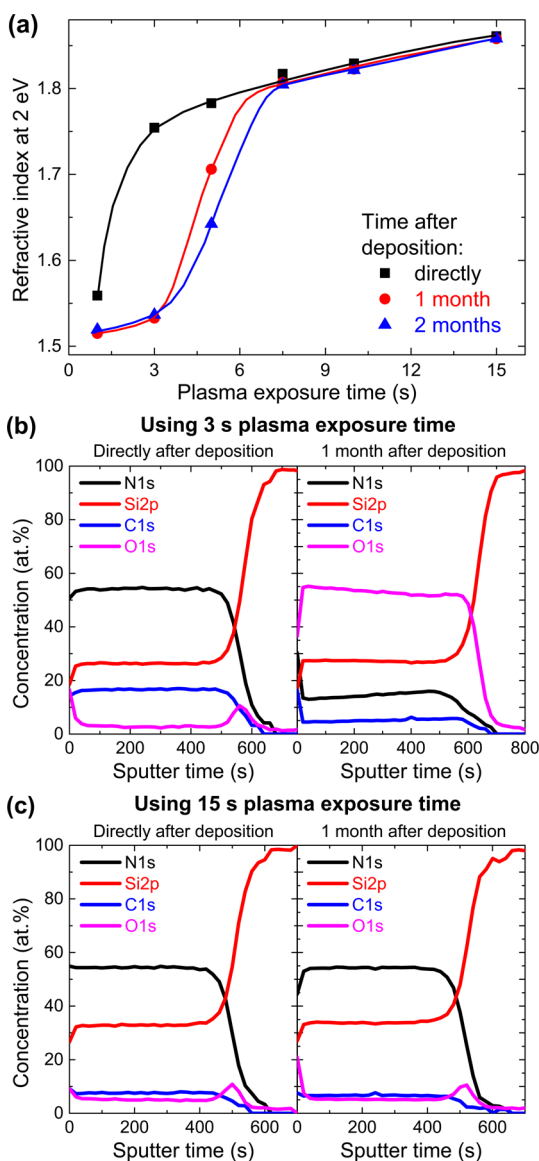 (a)
Refractive index at 2 eV
1.8
1.7
1.6
1.5
Time after
deposition:
directly
1 month
2 months
0 3 6 9 12 15
Plasma exposure time (s)
(b) Using 3 s plasma exposure time
Directly after deposition 1 month after deposition
Concentration (at.%)
100
80
60
40
20
0
N1s
Si2p
C1s
O1s
N1s
Si2p
C1s
O1s
0 200 400 600 0 200 400 600 800
Sputter time (s) Sputter time (s)
(c) Using 15 s plasma exposure time
Directly after deposition 1 month after deposition
Concentration (at.%)
100
80
60
40
20
0
N1s
Si2p
C1s
O1s
N1s
Si2p
C1s
O1s
0 200 400 600 0 200 400 600
Sputter time (s) Sputter time (s)